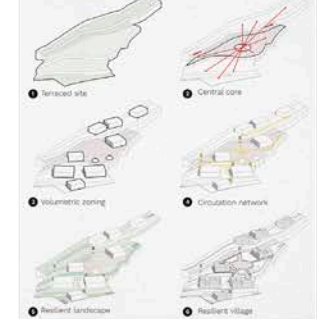 1 Terraced site
2 Central core
3 Volumetric zoning
4 Circulation network
5 Resilient landscape
6 Resilient village